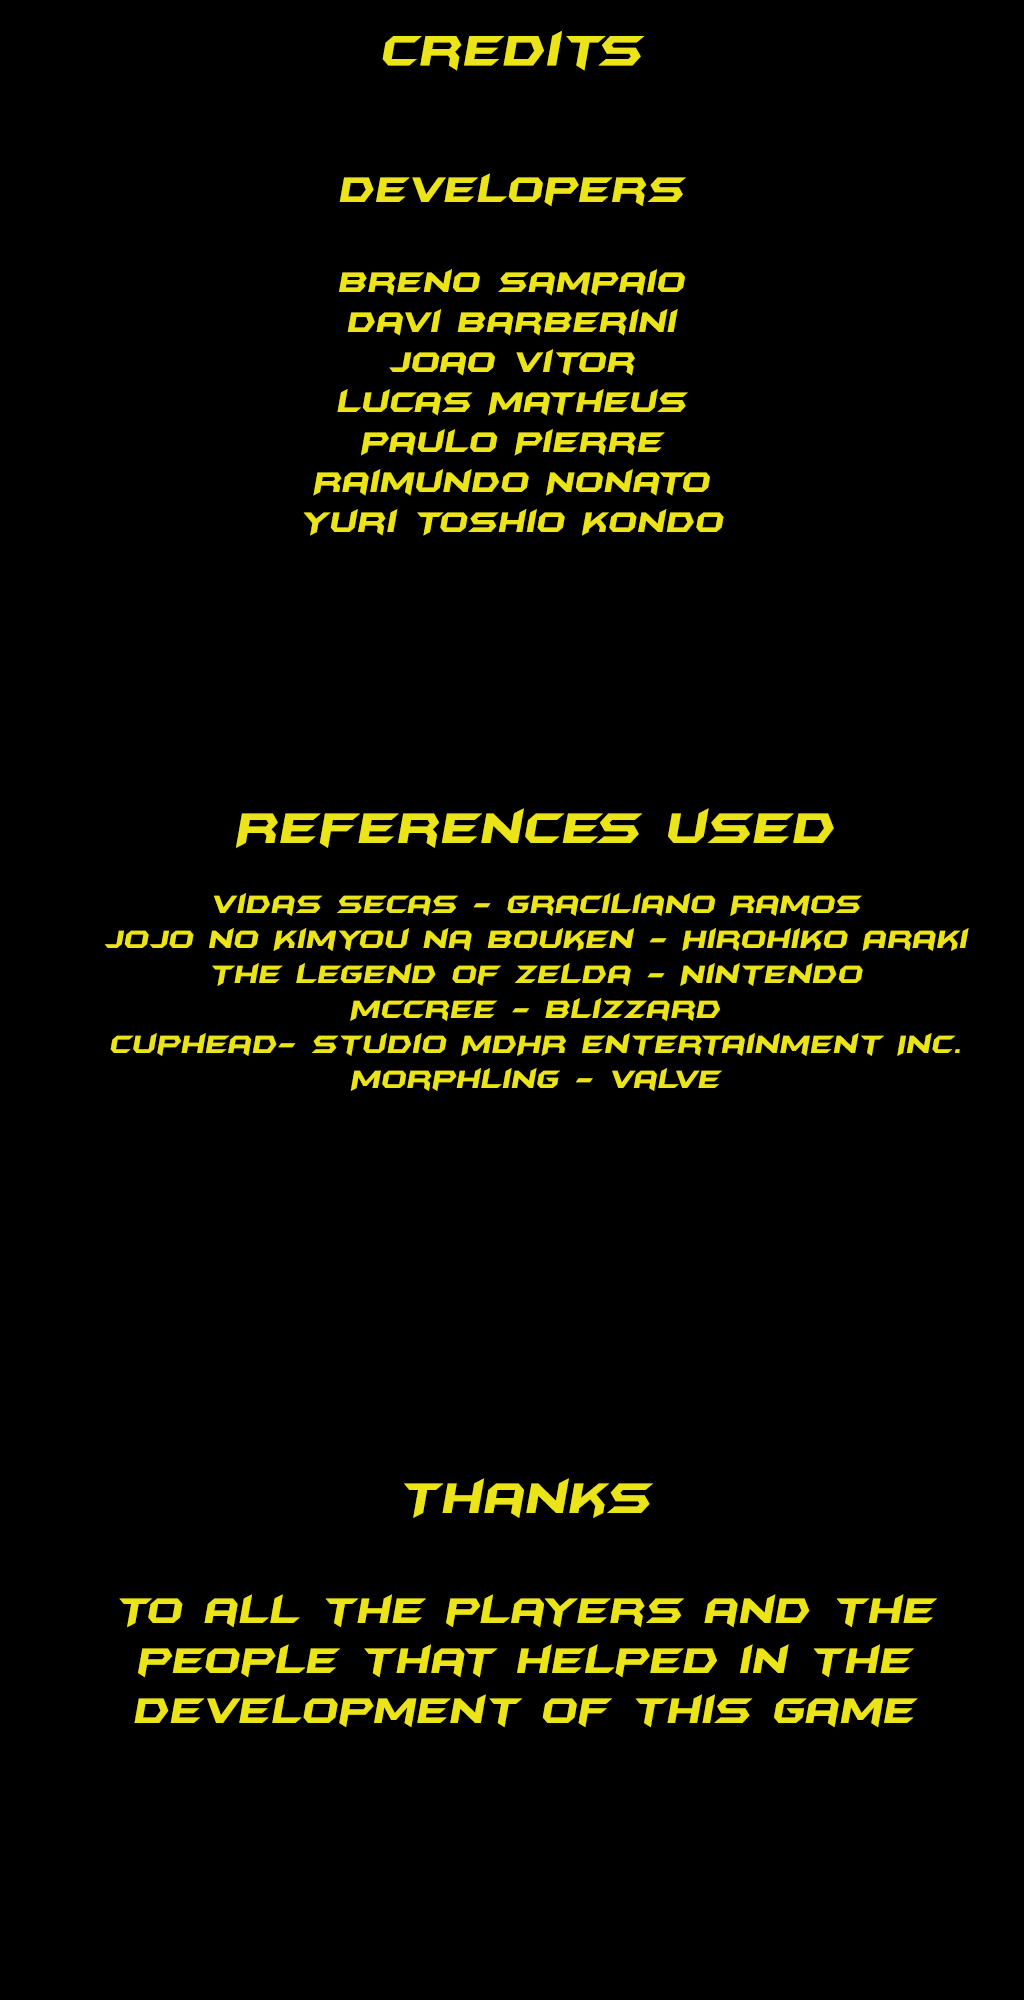 CREDITS
DEVELOPERS
BRENO SAMPAIO
DAVI BARBERINI
JOAO VITOR
LUCAS MATHEUS
PAULO PIERRE
RAIMUNDO NONATO
YURI TOSHIO KONDO
REFERENCES USED
VIDAS SECAS - GRACILIANO RAMOS
JOJO NO KIMYOU NA BOUKEN - HIROHIKO ARAKI
THE LEGEND OF ZELDA - NINTENDO
MCCREE - BLIZZARD
CUPHEAD- STUDIO MDHR ENTERTAINMENT INC.
MORPHLING - VALVE
THANKS
TO ALL THE PLAYERS AND THE
PEOPLE THAT HELPED IN THE
DEVELOPMENT OF THIS GAME